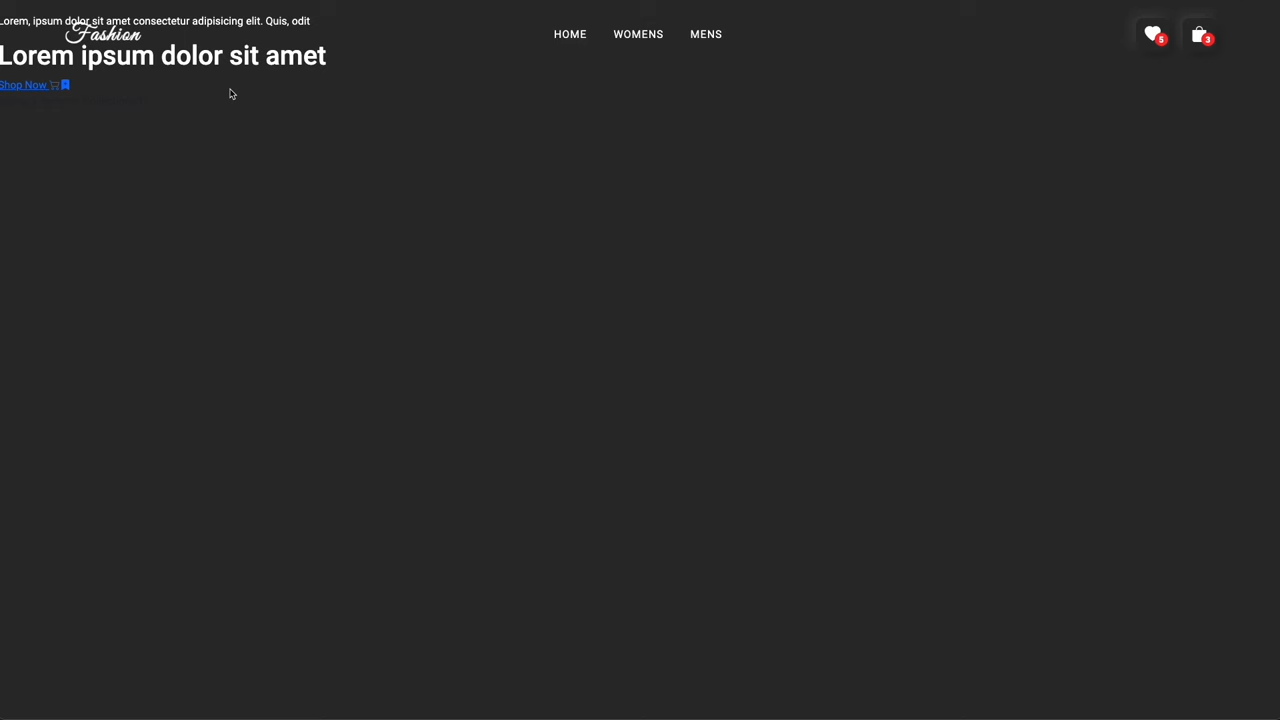 Lorem, ipsum dolor sit amet consectetur adipisicing elit. Quis, odit
Fashion
HOME WOMENS MENS
5 3
Lorem ipsum dolor sit amet
Shop Now